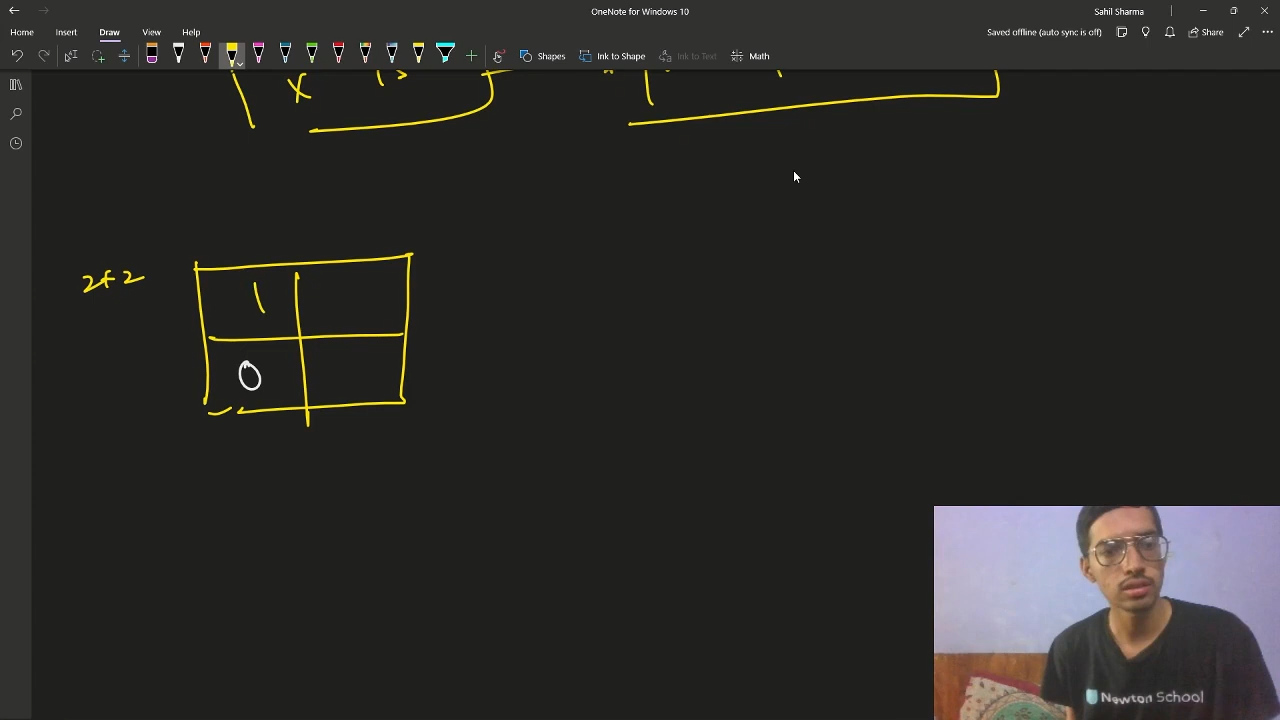 OneNote for Windows 10
Sahil Sharma
Home Insert Draw View Help
Saved offline (auto sync is off)
Share
Shapes Ink to Shape Ink to Text Math
x
2+2
1
0
Newton School